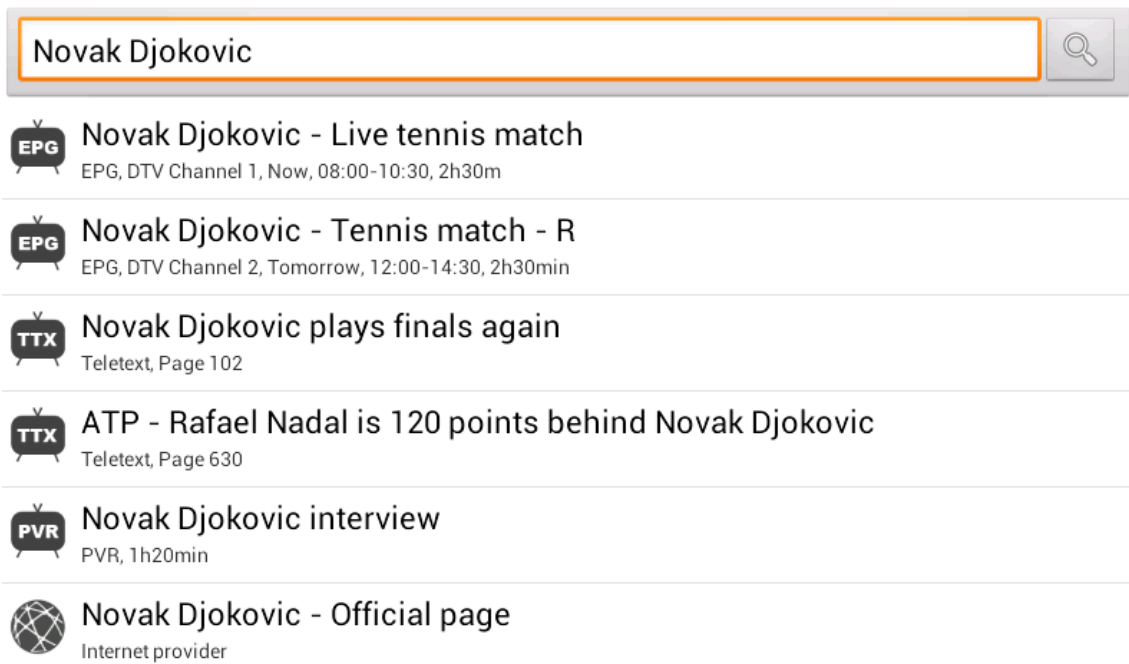 Novak Djokovic
EPG
Novak Djokovic - Live tennis match
EPG, DTV Channel 1, Now, 08:00-10:30, 2h30m
EPG
Novak Djokovic - Tennis match - R
EPG, DTV Channel 2, Tomorrow, 12:00-14:30, 2h30min
TTX
Novak Djokovic plays finals again
Teletext, Page 102
TTX
ATP - Rafael Nadal is 120 points behind Novak Djokovic
Teletext, Page 630
PVR
Novak Djokovic interview
PVR, 1h20min
Novak Djokovic - Official page
Internet provider